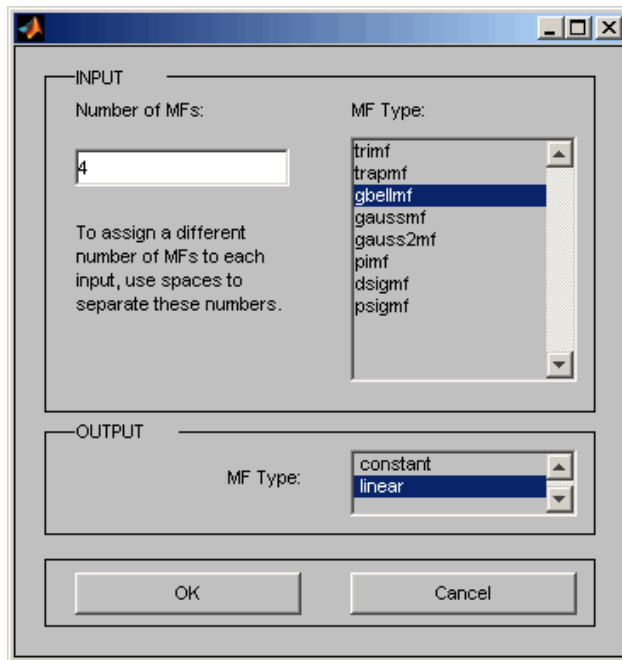 INPUT
Number of MFs:
4
To assign a different
number of MFs to each
input, use spaces to
separate these numbers.
MF Type:
trimf
trapmf
gbellmf
gaussmf
gauss2mf
pimf
dsigmf
psigmf
OUTPUT
MF Type:
constant
linear
OK
Cancel